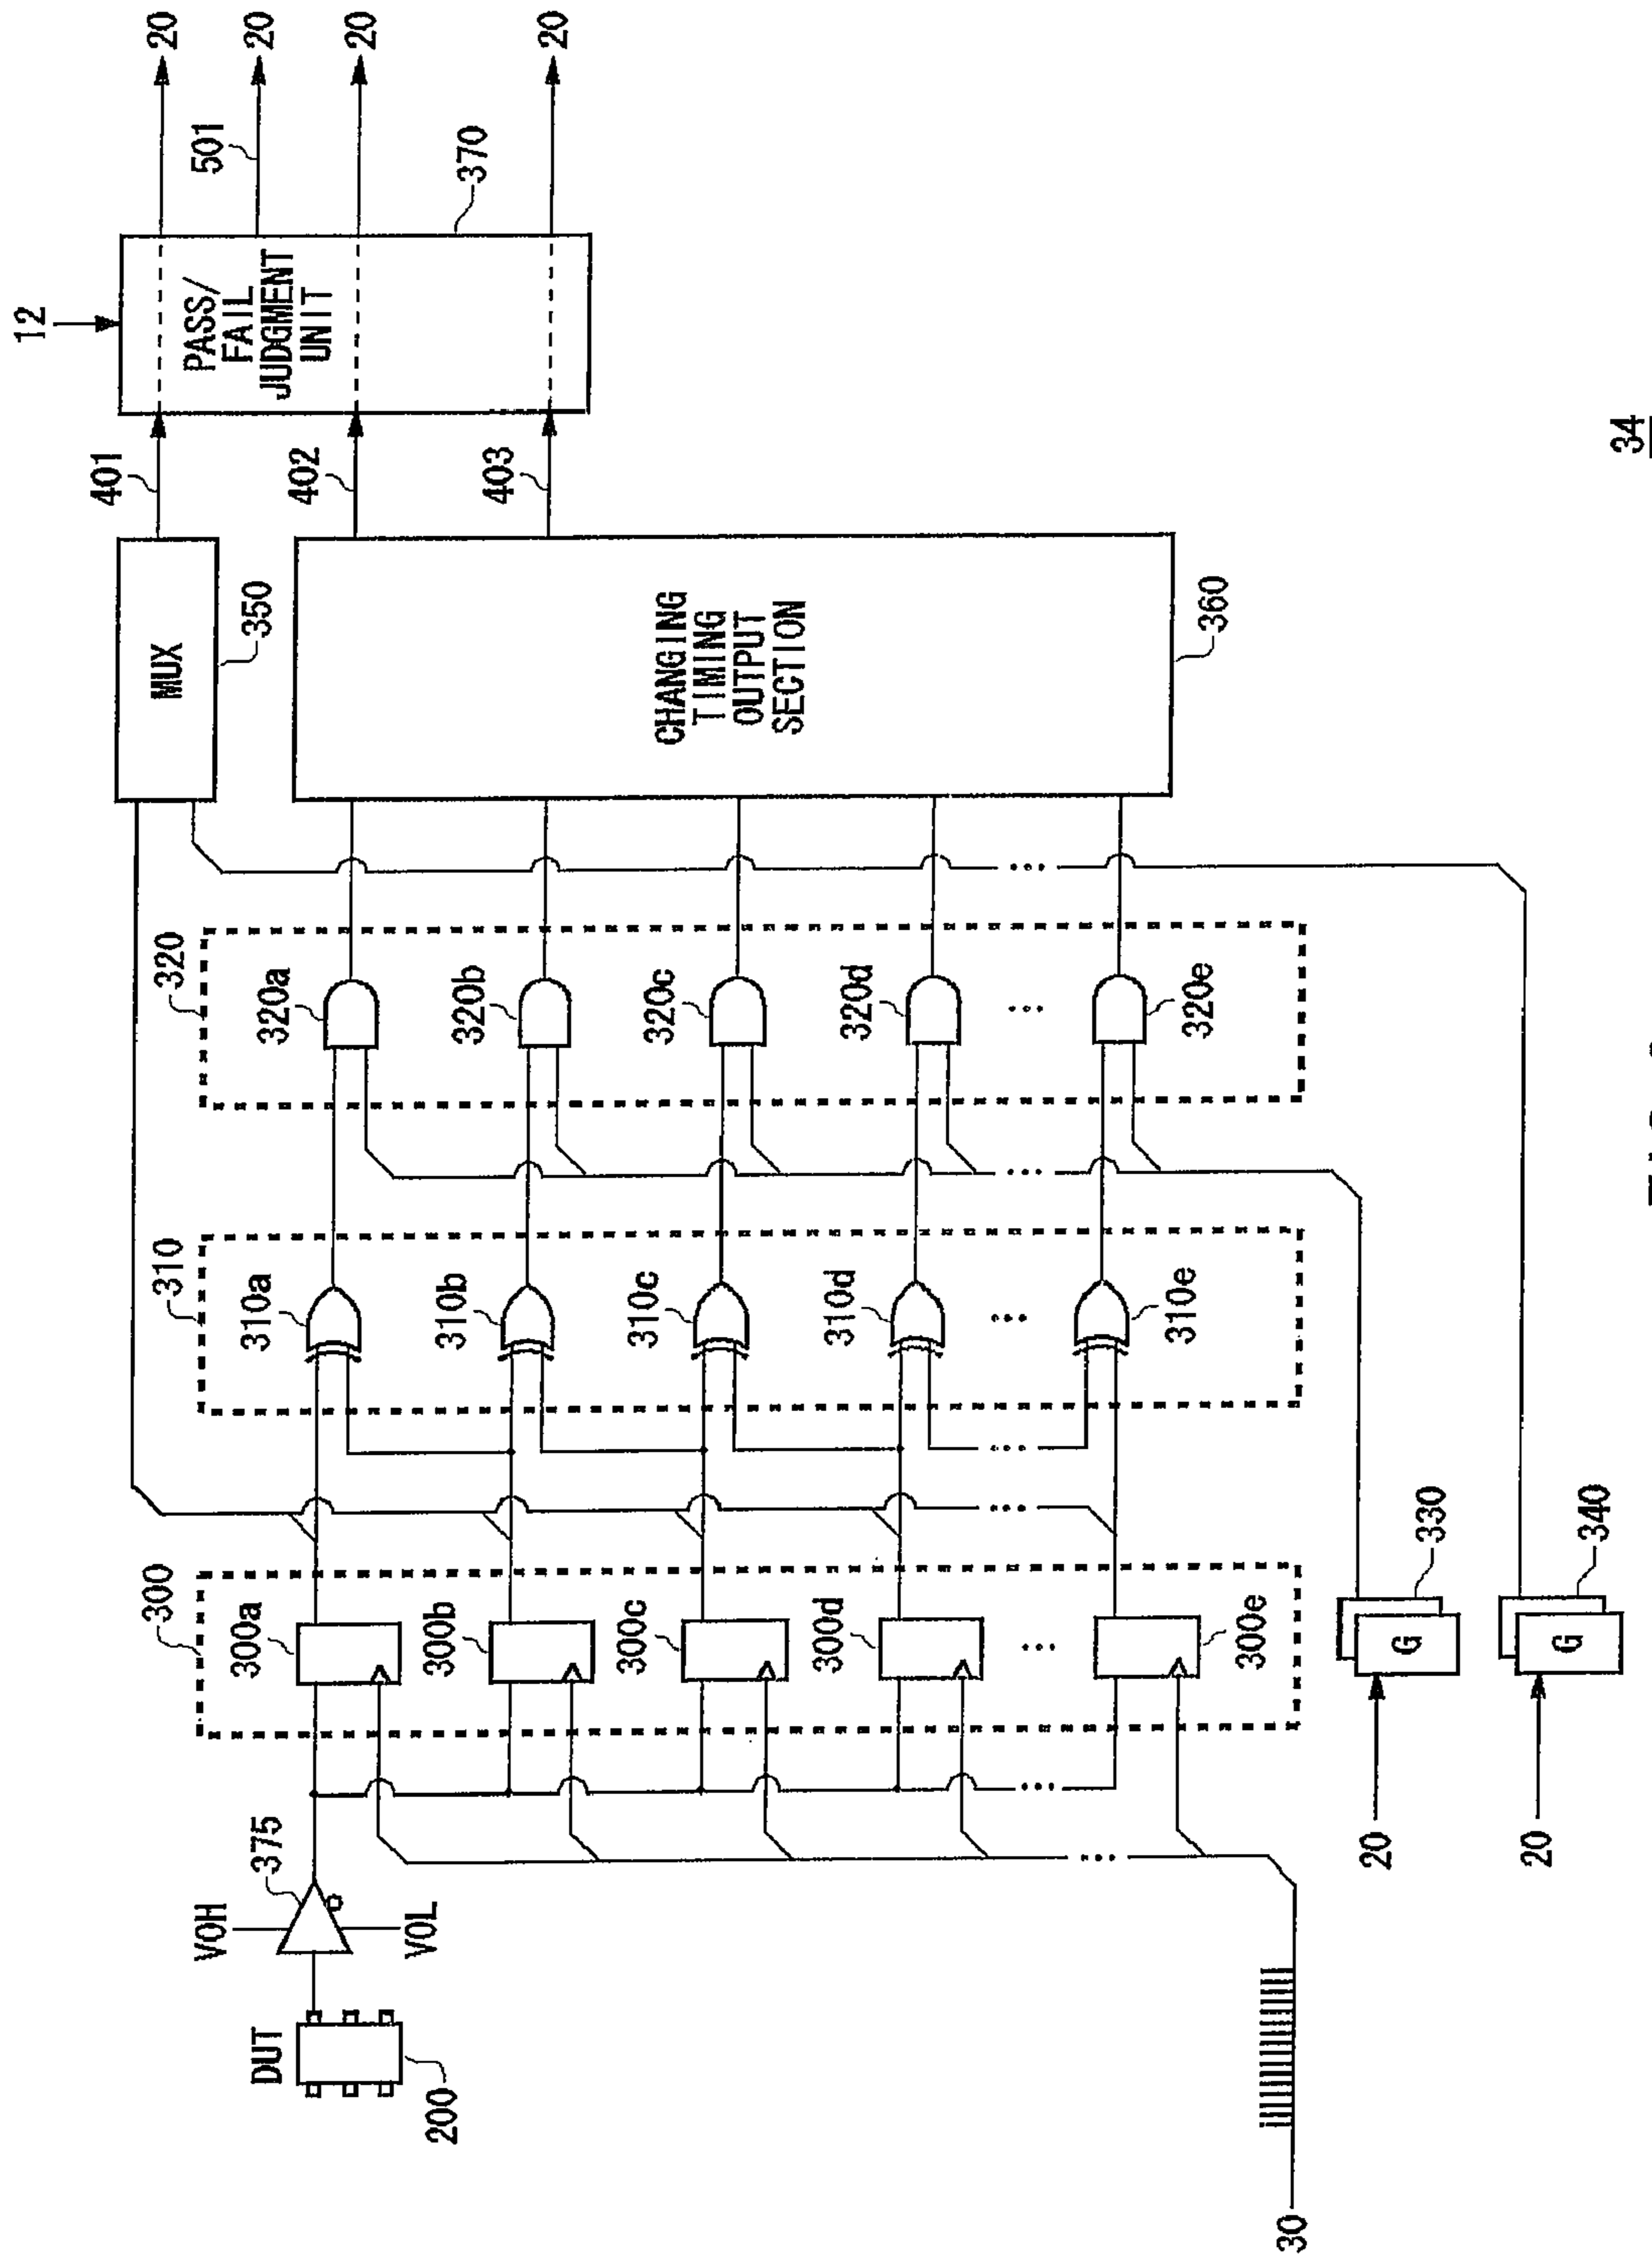 12
20
20
20
20
501
370
PASS/
FAIL
JUDGMENT
UNIT
401
402
403
MUX
350
CHANGING
TIMING
OUTPUT
SECTION
360
34
320
320a
320b
320c
320d
...
320e
310
310a
310b
310c
310d
...
310e
300
300a
300b
300c
300d
...
300e
VOH
375
VOL
DUT
200
30
20
G
330
20
G
340